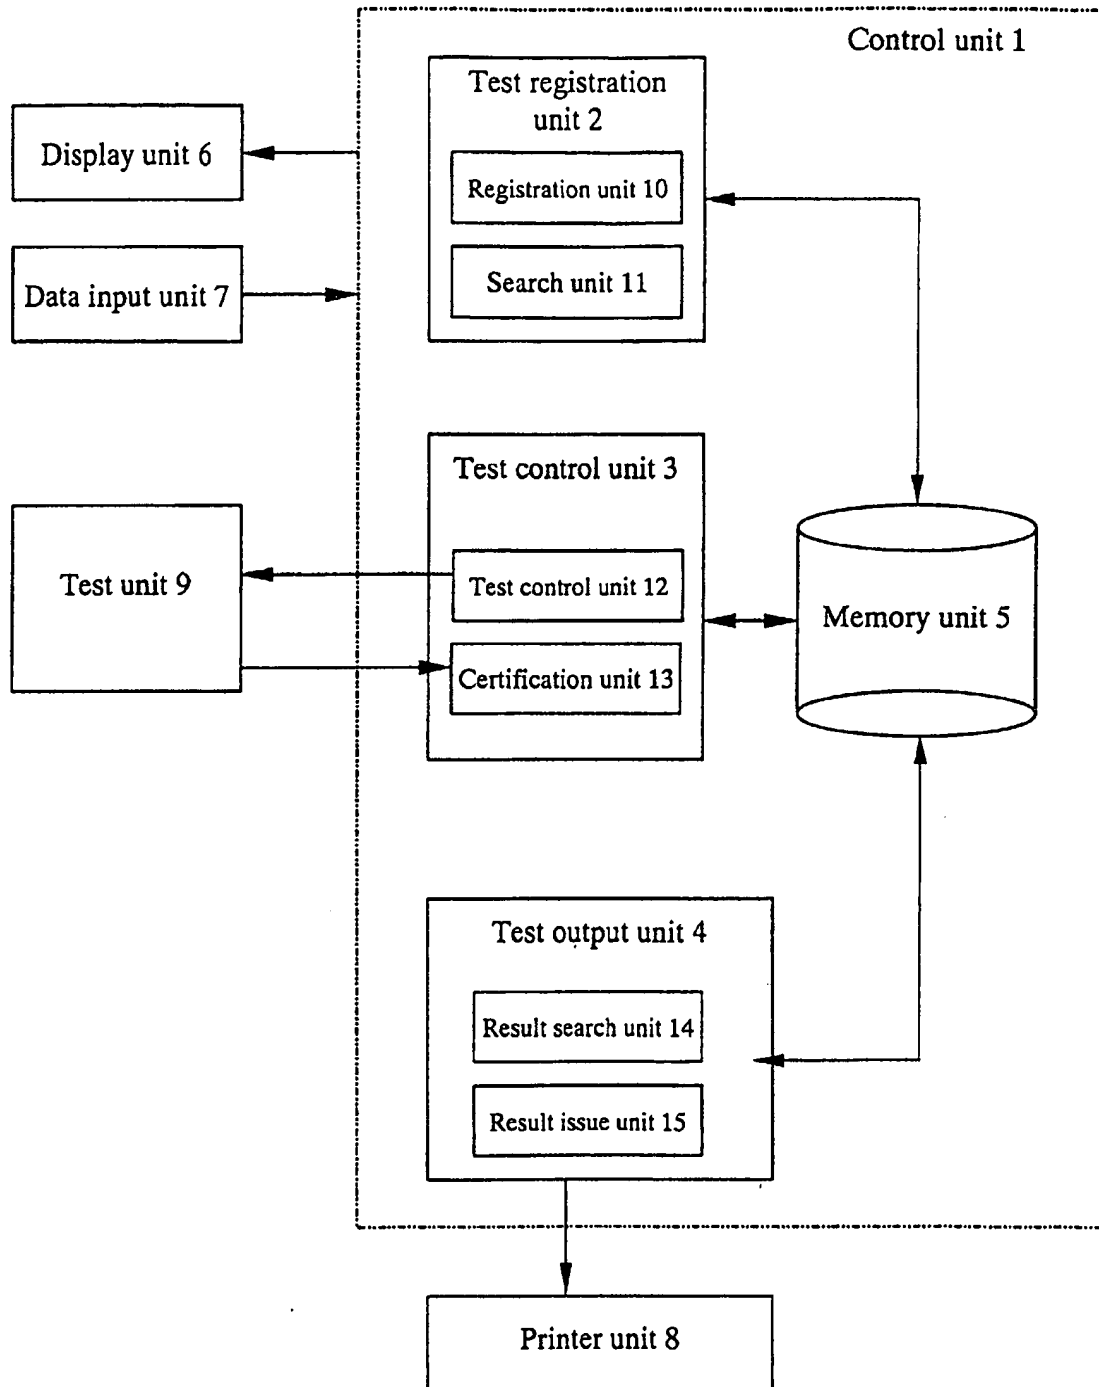 Control unit 1
Test registration
unit 2
Registration unit 10
Search unit 11
Display unit 6
Data input unit 7
Test control unit 3
Test control unit 12
Certification unit 13
Test unit 9
Memory unit 5
Test output unit 4
Result search unit 14
Result issue unit 15
Printer unit 8